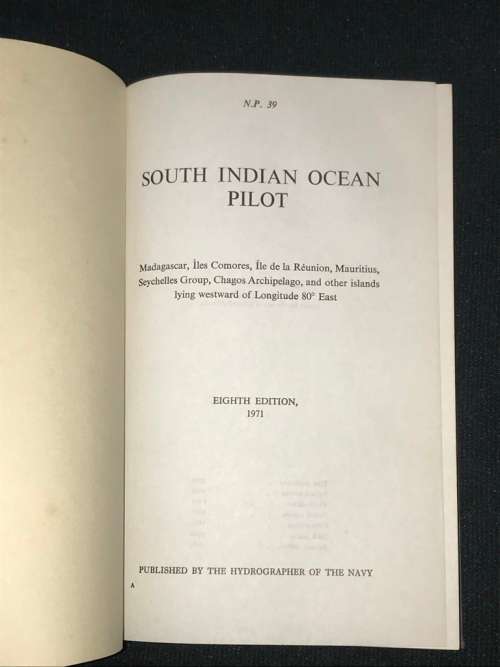 N.P. 39
SOUTH INDIAN OCEAN
PILOT
Madagascar, Îles Comores, Île de la Réunion, Mauritius,
Seychelles Group, Chagos Archipelago, and other islands
lying westward of Longitude 80° East
EIGHTH EDITION,
1971
PUBLISHED BY THE HYDROGRAPHER OF THE NAVY
A